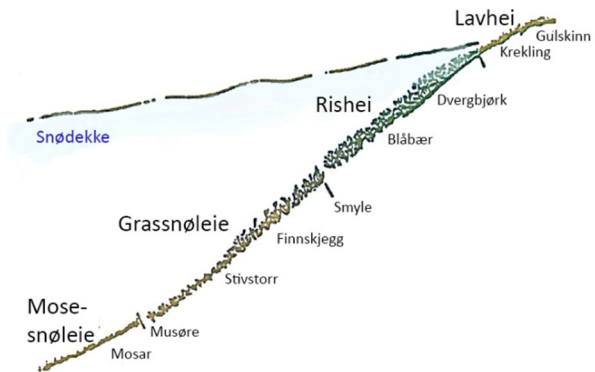 Lavhei
Gulskinn
Krekling
Rishei
Dvergbjørk
Snødekke
Blåbær
Smyle
Grassnøleie
Finnskjegg
Stivstorr
Mose-
snøleie
Musøre
Mosar